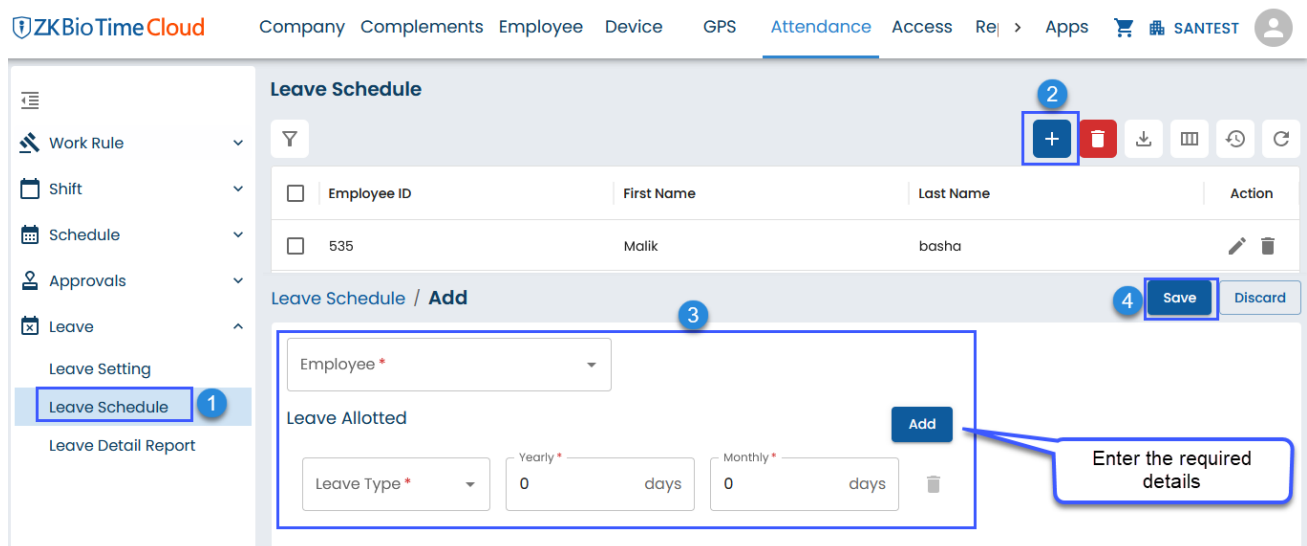 ZKBioTime Cloud Company Complements Employee Device GPS Attendance Access Re > Apps SANTEST
Leave Schedule
2
Work Rule
Shift
Schedule
Approvals
Leave
Leave Setting
Leave Schedule 1
Leave Detail Report
Employee ID First Name Last Name Action
535 Malik basha
Leave Schedule / Add
3
4 Save Discard
Employee *
Leave Allotted
Add
Leave Type *
Yearly *
0 days
Monthly *
0 days
Enter the required
details